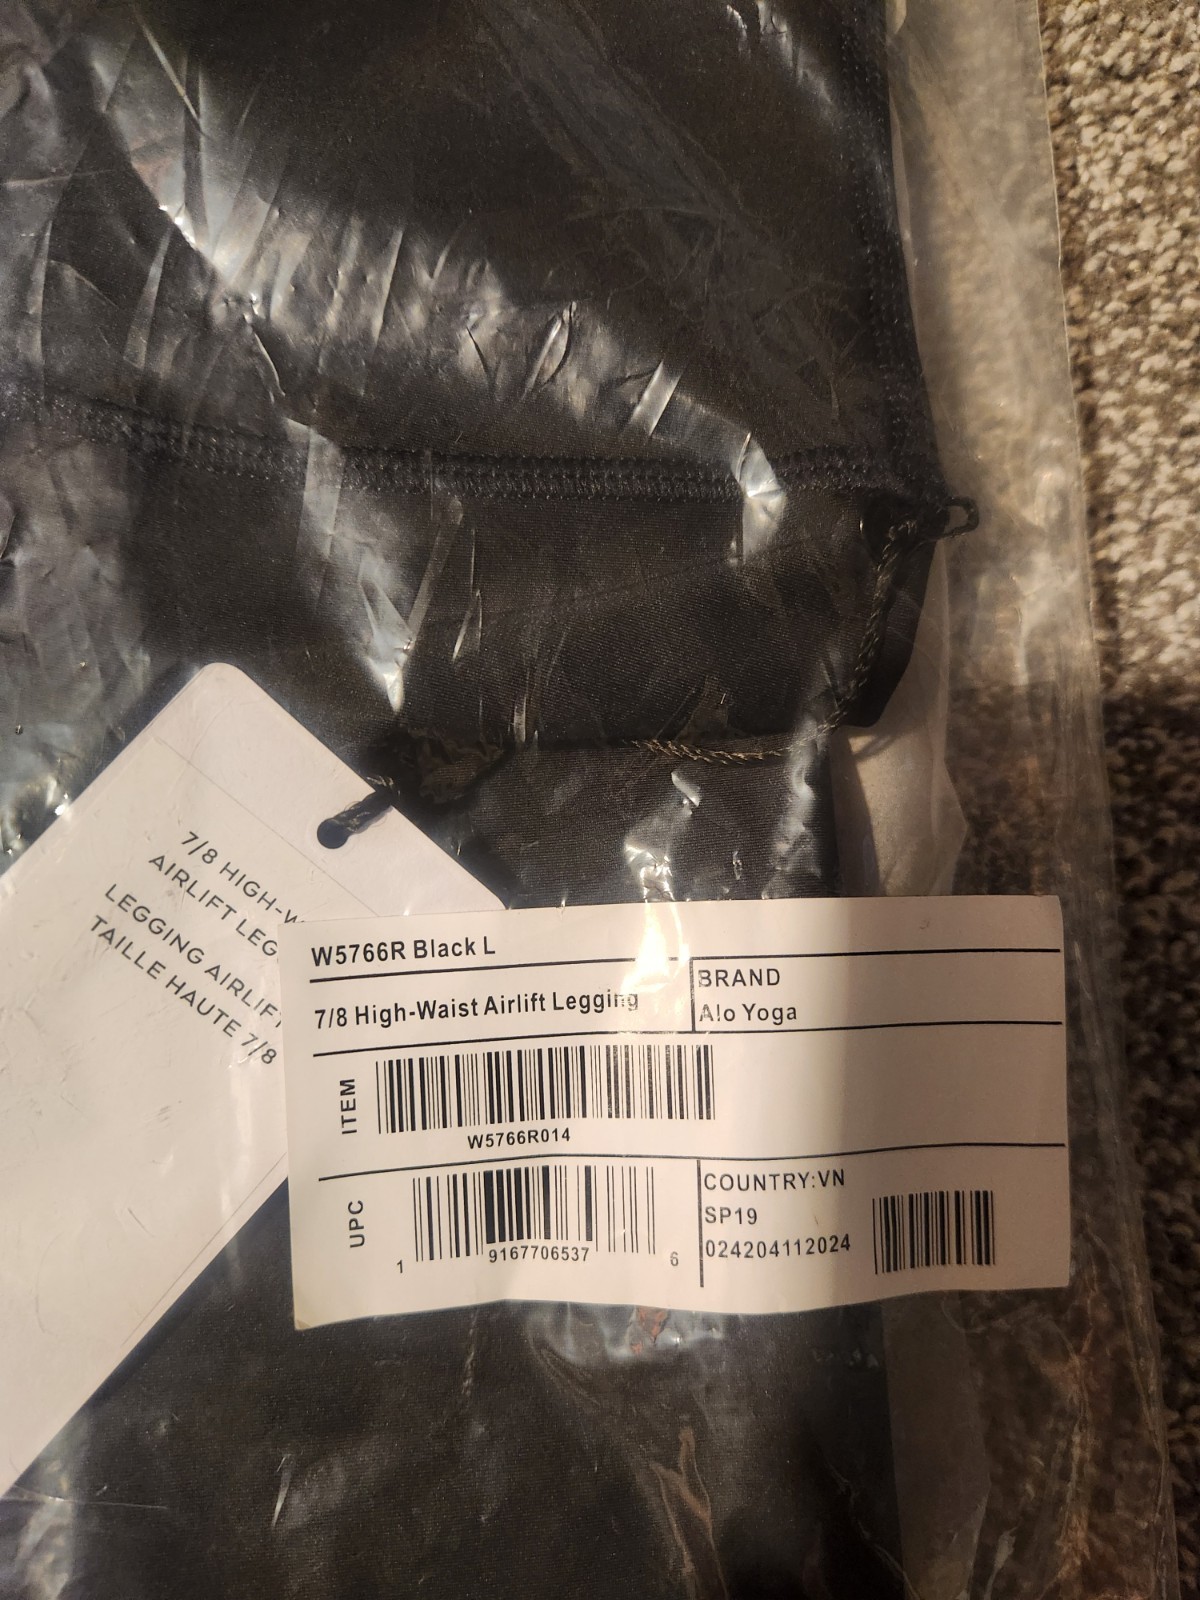 7/8 HIGH-W
AIRLIFT LEG
LEGGING AIRLIF
TAILLE HAUTE 7/8
W5766R Black L
7/8 High-Waist Airlift Legging
BRAND
Alo Yoga
ITEM
W5766R014
UPC
1 9167706537 6
COUNTRY:VN
SP19
024204112024